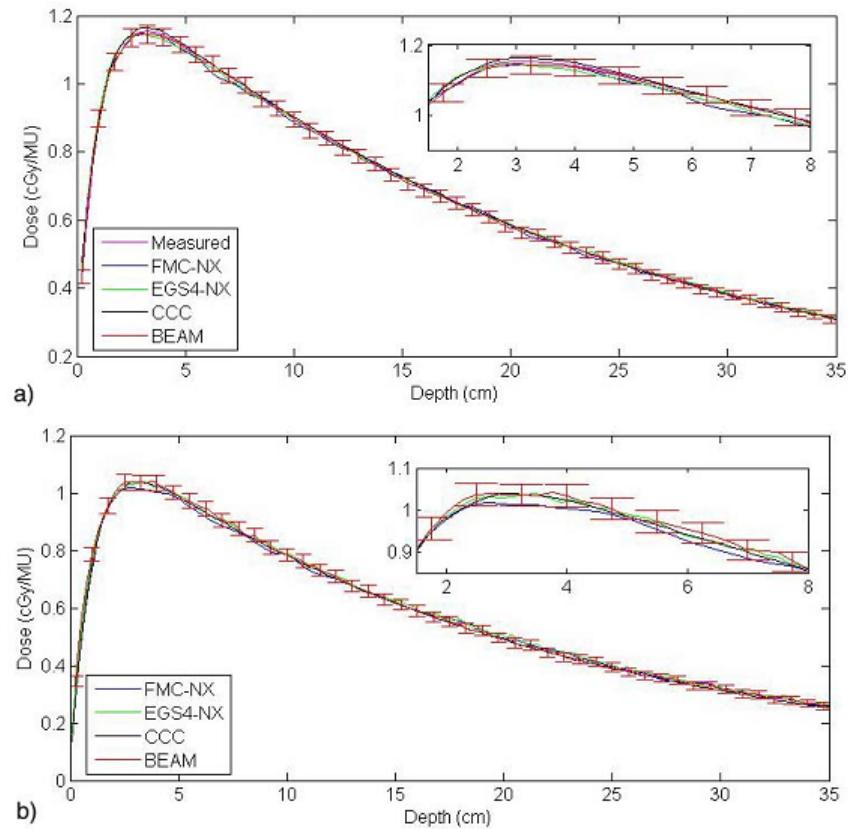 1.2
1
0.8
0.6
0.4
0.2
Dose (cGy/MU)
1.2
1.1
1
2 3 4 5 6 7 8
Measured
FMC-NX
EGS4-NX
CCC
BEAM
0 5 10 15 20 25 30 35
Depth (cm)
a)
1.2
1
0.8
0.6
0.4
0.2
0
Dose (cGy/MU)
1.1
1
0.9
2 4 6 8
FMC-NX
EGS4-NX
CCC
BEAM
0 5 10 15 20 25 30 35
Depth (cm)
b)